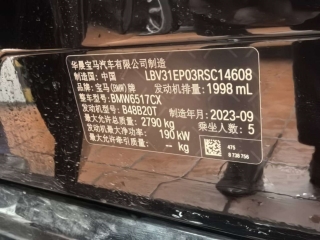 华晨宝马汽车有限公司制造
制造国：中国 LBV31EP03RSC14608
品牌：宝马(BMW)牌 发动机排量：1998 mL
整车型号：BMW6517CX
发动机型号：B48B20T 制造年月：2023-09
最大允许总质量：2790 kg 乘坐人数：5
发动机最大净功率：190 kW
最大允许牵引质量：-- kg
475
8 738 756